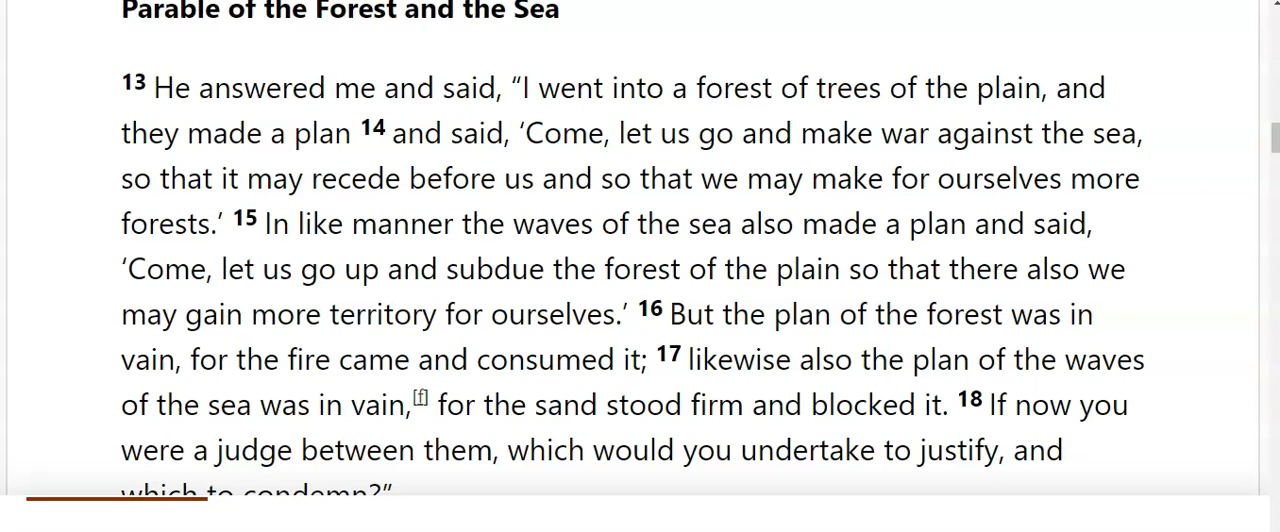 Parable of the Forest and the Sea
13 He answered me and said, “I went into a forest of trees of the plain, and
they made a plan 14 and said, ‘Come, let us go and make war against the sea,
so that it may recede before us and so that we may make for ourselves more
forests.’ 15 In like manner the waves of the sea also made a plan and said,
‘Come, let us go up and subdue the forest of the plain so that there also we
may gain more territory for ourselves.’ 16 But the plan of the forest was in
vain, for the fire came and consumed it; 17 likewise also the plan of the waves
of the sea was in vain,[f] for the sand stood firm and blocked it. 18 If now you
were a judge between them, which would you undertake to justify, and
which to condemn?”